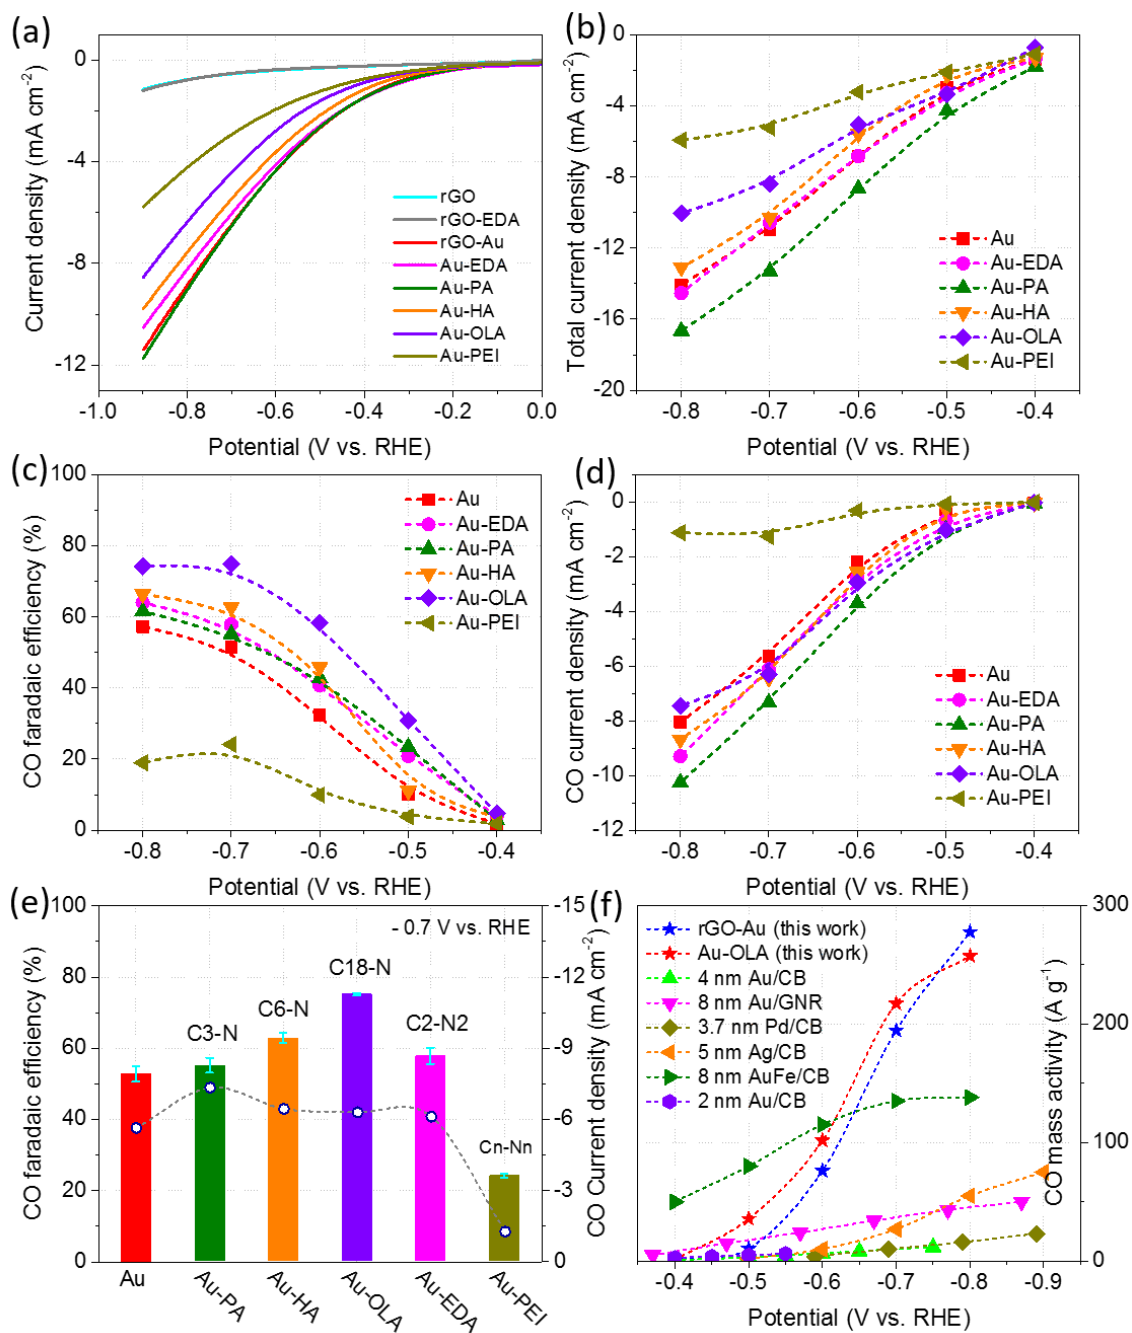 (a)
0
-4
-8
-12
Current density (mA cm⁻²)
rGO
rGO-EDA
rGO-Au
Au-EDA
Au-PA
Au-HA
Au-OLA
Au-PEI
-1.0 -0.8 -0.6 -0.4 -0.2 0.0
Potential (V vs. RHE)
(b)
0
-4
-8
-12
-16
-20
Total current density (mA cm⁻²)
Au
Au-EDA
Au-PA
Au-HA
Au-OLA
Au-PEI
-0.8 -0.7 -0.6 -0.5 -0.4
Potential (V vs. RHE)
(c)
100
80
60
40
20
0
CO faradaic efficiency (%)
Au
Au-EDA
Au-PA
Au-HA
Au-OLA
Au-PEI
-0.8 -0.7 -0.6 -0.5 -0.4
Potential (V vs. RHE)
(d)
0
-2
-4
-6
-8
-10
-12
CO current density (mA cm⁻²)
Au
Au-EDA
Au-PA
Au-HA
Au-OLA
Au-PEI
-0.8 -0.7 -0.6 -0.5 -0.4
Potential (V vs. RHE)
(e)
100
80
60
40
20
0
CO faradaic efficiency (%)
- 0.7 V vs. RHE
C3-N
C6-N
C18-N
C2-N2
Cn-Nn
Au
Au-PA
Au-HA
Au-OLA
Au-EDA
Au-PEI
-15
-12
-9
-6
-3
0
CO Current density (mA cm⁻²)
(f)
rGO-Au (this work)
Au-OLA (this work)
4 nm Au/CB
8 nm Au/GNR
3.7 nm Pd/CB
5 nm Ag/CB
8 nm AuFe/CB
2 nm Au/CB
300
200
100
0
CO mass activity (A g⁻¹)
-0.4 -0.5 -0.6 -0.7 -0.8 -0.9
Potential (V vs. RHE)